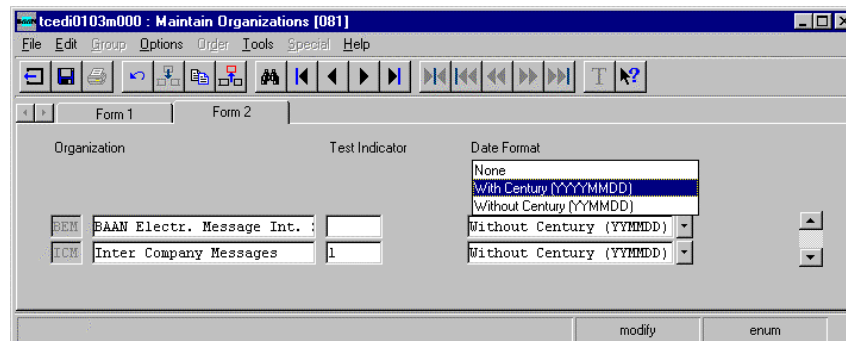 tcedi0103m000 : Maintain Organizations [081]
File Edit Group Options Order Tools Special Help
T ?
Form 1 Form 2
Organization Test Indicator Date Format
None
With Century (YYYYMMDD)
Without Century (YYMMDD)
BEM BAAN Electr. Message Int. Without Century (YYMMDD)
ICM Inter Company Messages 1 Without Century (YYMMDD)
modify enum